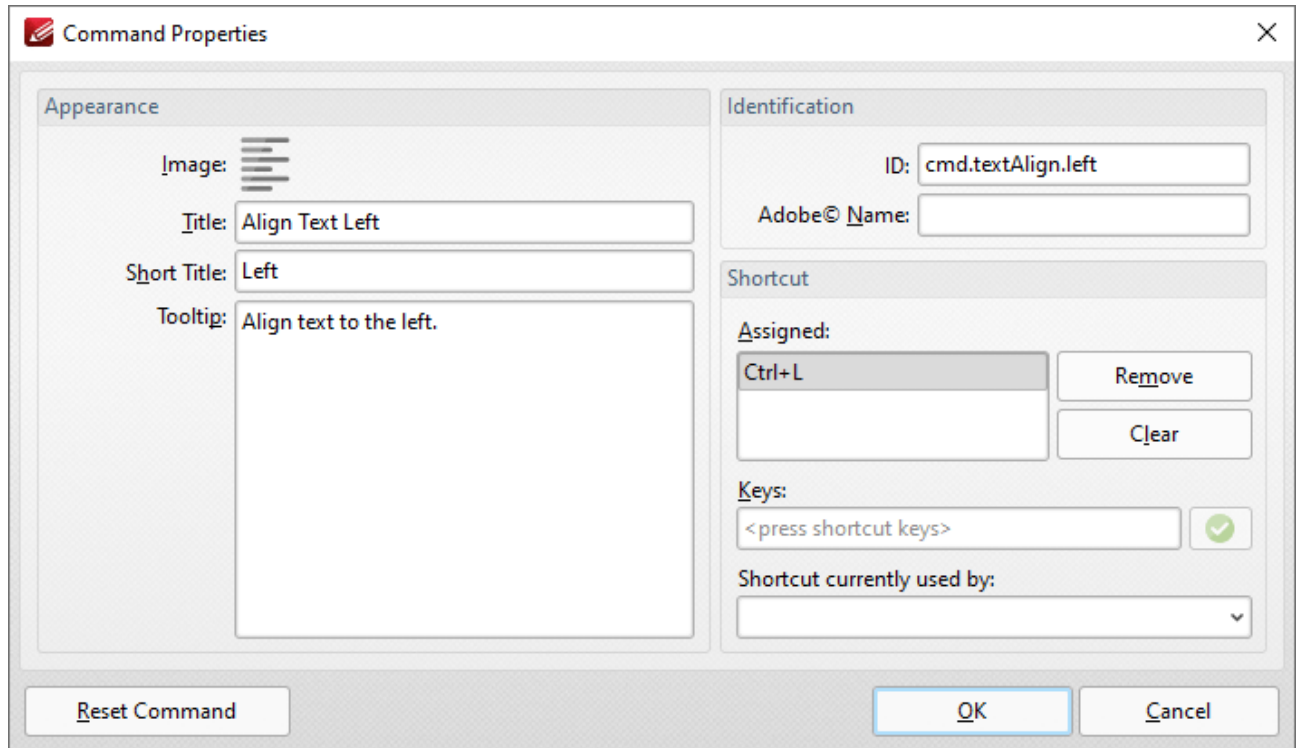 Command Properties
Appearance
Image:
Title: Align Text Left
Short Title: Left
Tooltip: Align text to the left.
Identification
ID: cmd.textAlign.left
Adobe© Name:
Shortcut
Assigned:
Ctrl+L
Remove
Clear
Keys:
<press shortcut keys>
Shortcut currently used by:
Reset Command
OK
Cancel